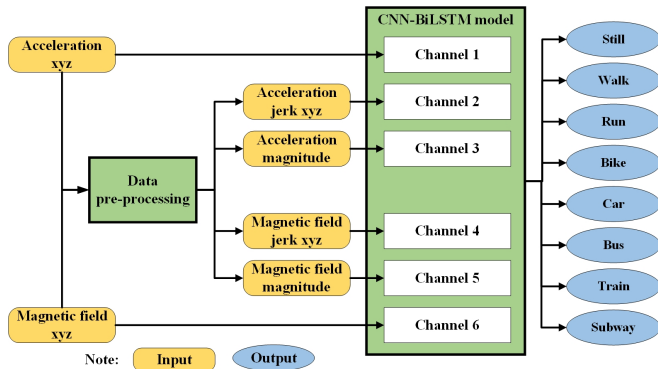 CNN-BiLSTM model
Acceleration
xyz
Channel 1
Acceleration
jerk xyz
Channel 2
Acceleration
magnitude
Channel 3
Data
pre-processing
Magnetic field
jerk xyz
Channel 4
Magnetic field
magnitude
Channel 5
Magnetic field
xyz
Channel 6
Still
Walk
Run
Bike
Car
Bus
Train
Subway
Note:
Input
Output